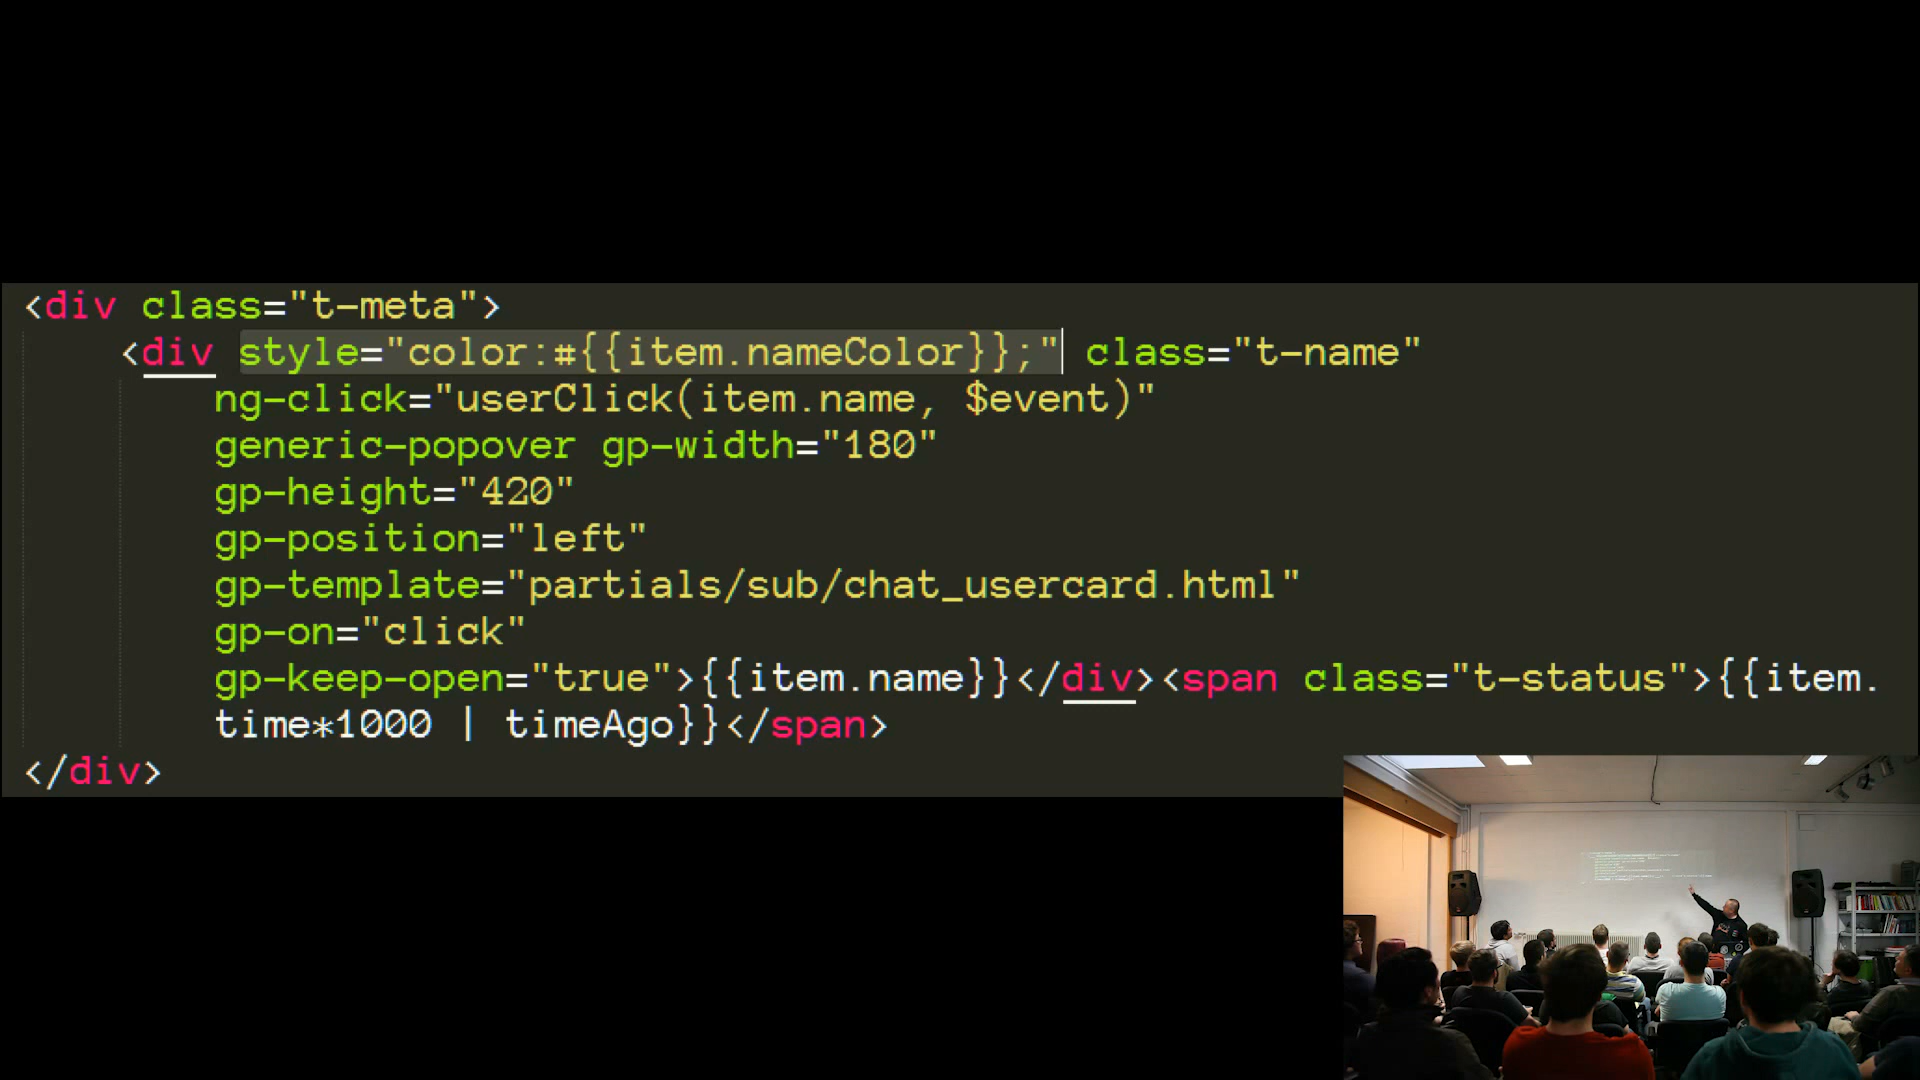 <div class="t-meta">
<div style="color:#{{item.nameColor}};" class="t-name"
ng-click="userClick(item.name, $event)"
generic-popover gp-width="180"
gp-height="420"
gp-position="left"
gp-template="partials/sub/chat_usercard.html"
gp-on="click"
gp-keep-open="true">{{item.name}}</div><span class="t-status">{{item.
time*1000 | timeAgo}}</span>
</div>